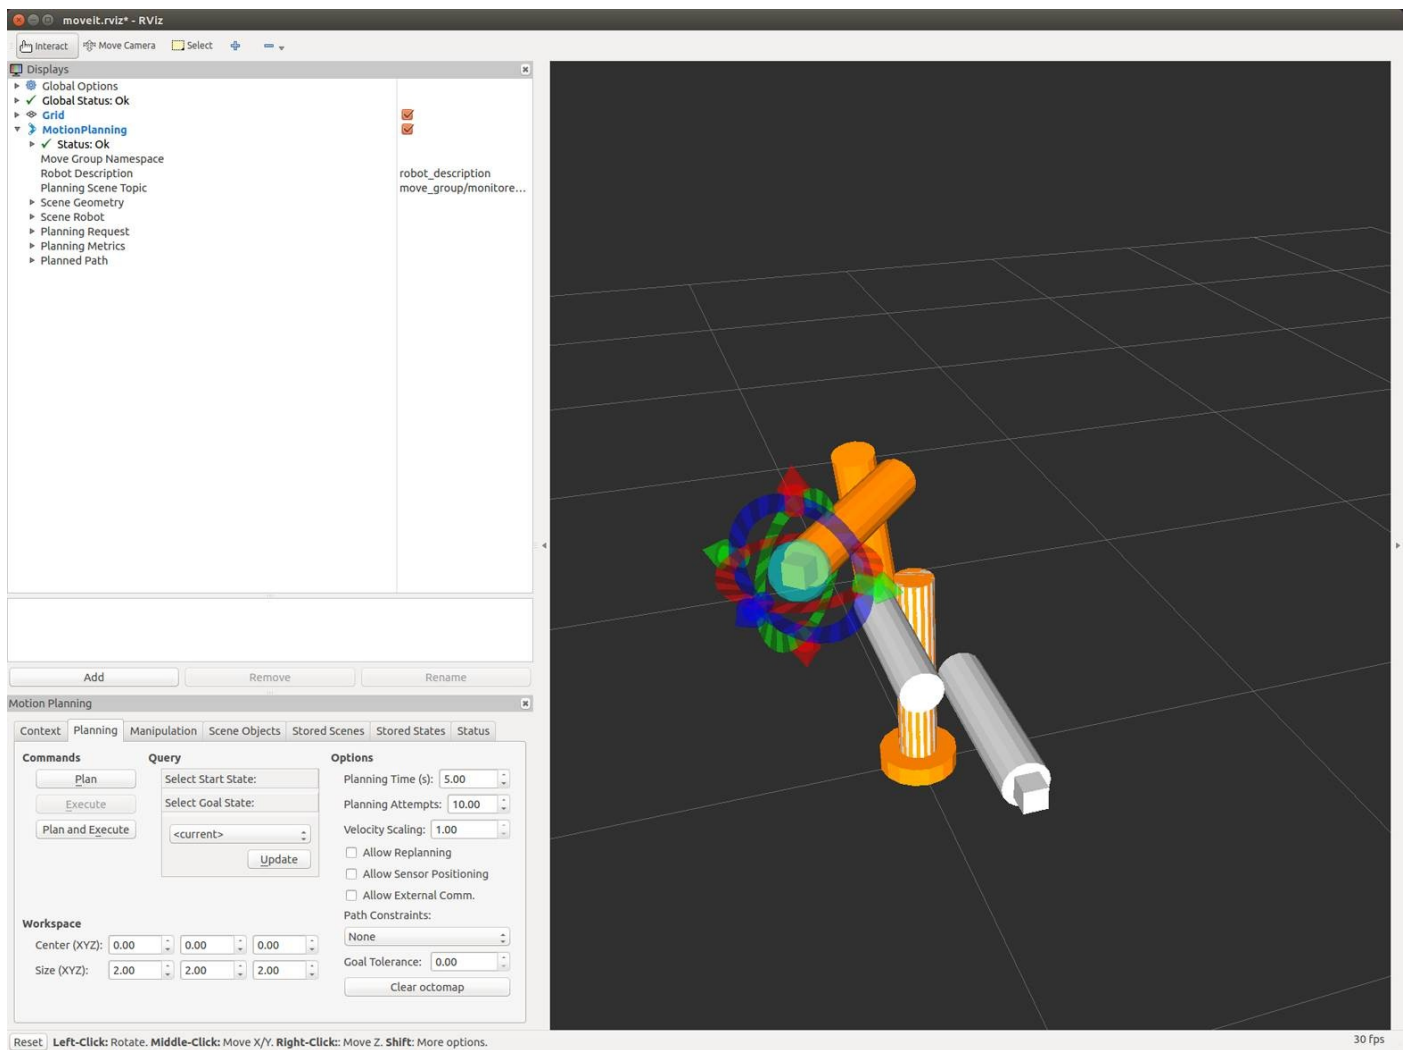 moveit.rviz* - RViz
Interact Move Camera Select
Displays
Global Options
Global Status: Ok
Grid
MotionPlanning
Status: Ok
Move Group Namespace
Robot Description robot_description
Planning Scene Topic move_group/monitore...
Scene Geometry
Scene Robot
Planning Request
Planning Metrics
Planned Path
Add Remove Rename
Motion Planning
Context Planning Manipulation Scene Objects Stored Scenes Stored States Status
Commands Query Options
Plan Select Start State: Planning Time (s): 5.00
Execute Select Goal State: Planning Attempts: 10.00
Plan and Execute <current> Velocity Scaling: 1.00
Allow Replanning
Update
Allow Sensor Positioning
Allow External Comm.
Path Constraints:
Workspace
None
Center (XYZ): 0.00 0.00 0.00
Goal Tolerance: 0.00
Size (XYZ): 2.00 2.00 2.00
Clear octomap
Reset Left-Click: Rotate. Middle-Click: Move X/Y. Right-Click:: Move Z. Shift: More options. 30 fps